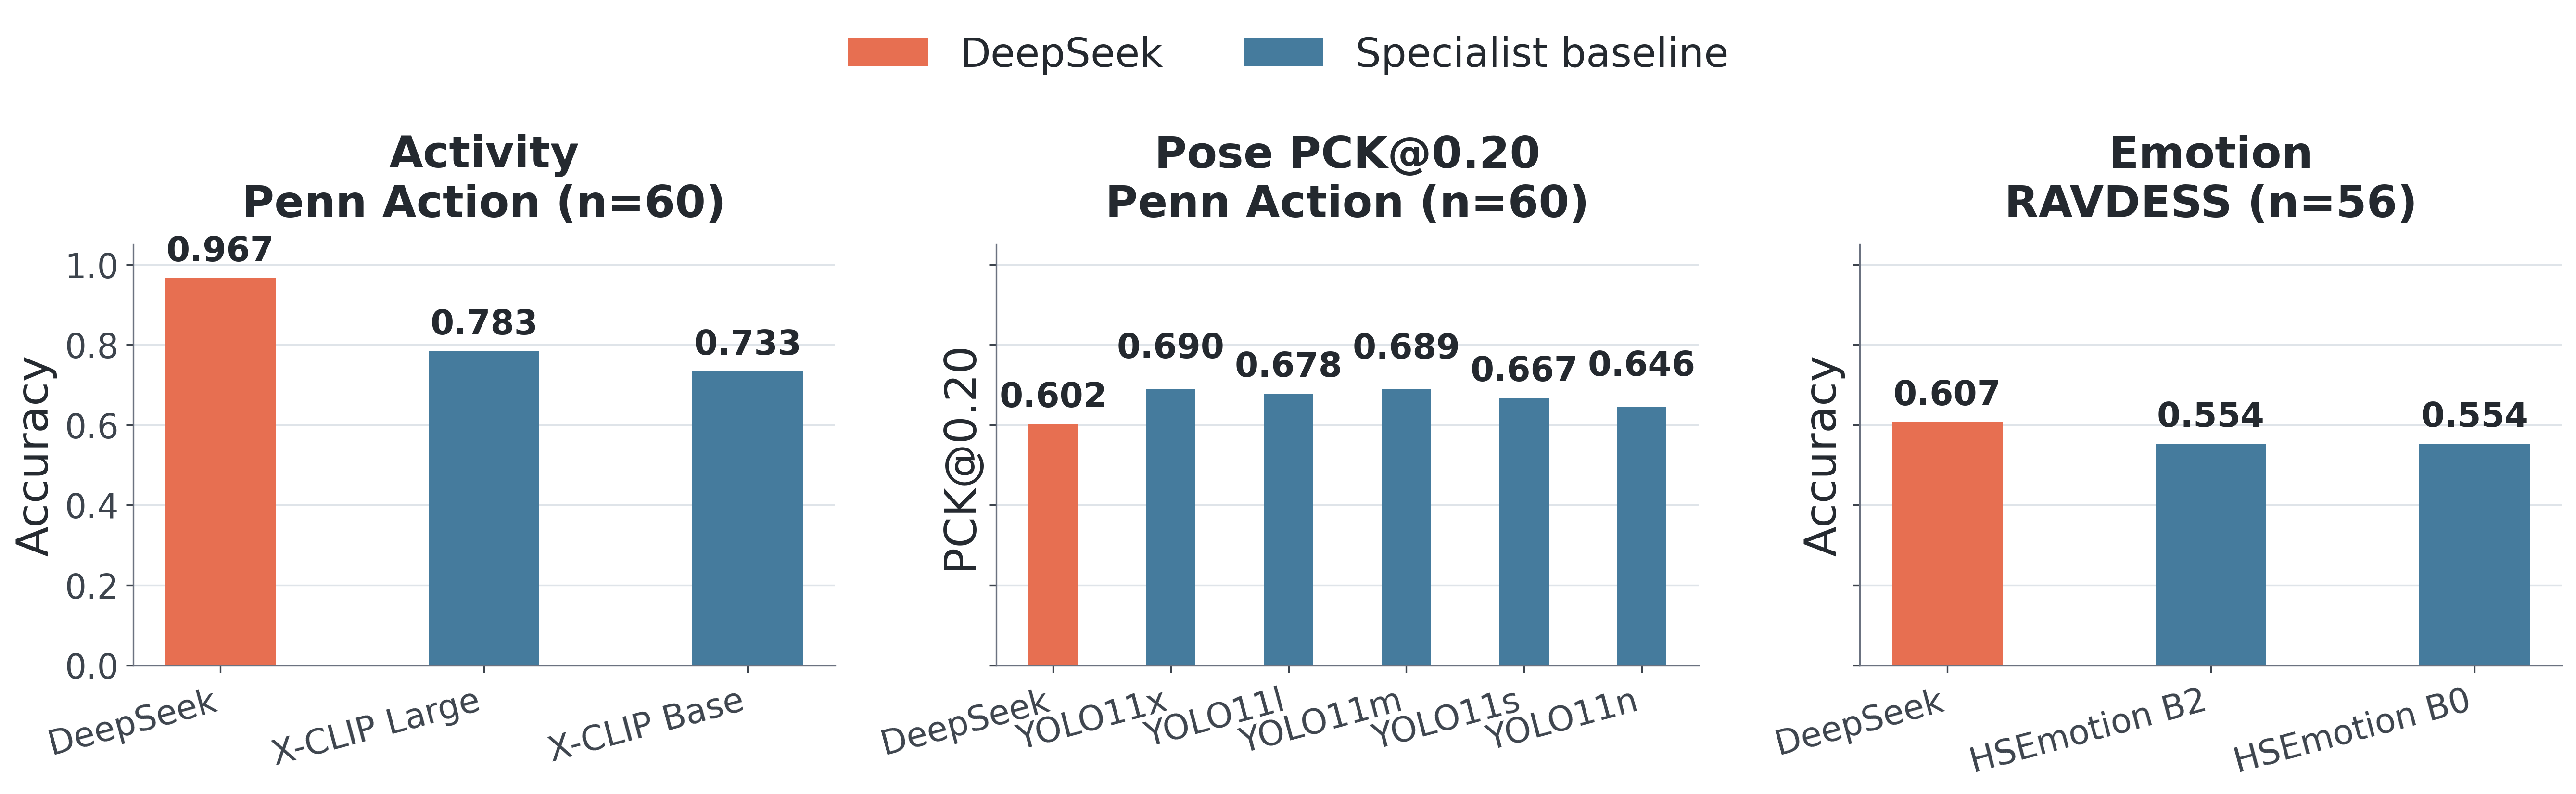 DeepSeek
Specialist baseline
Activity
Penn Action (n=60)
Accuracy
1.0
0.8
0.6
0.4
0.2
0.0
0.967
0.783
0.733
DeepSeek
X-CLIP Large
X-CLIP Base
Pose PCK@0.20
Penn Action (n=60)
PCK@0.20
0.602
0.690
0.678
0.689
0.667
0.646
DeepSeek
YOLO11x
YOLO11l
YOLO11m
YOLO11s
YOLO11n
Emotion
RAVDESS (n=56)
Accuracy
0.607
0.554
0.554
DeepSeek
HSEmotion B2
HSEmotion B0